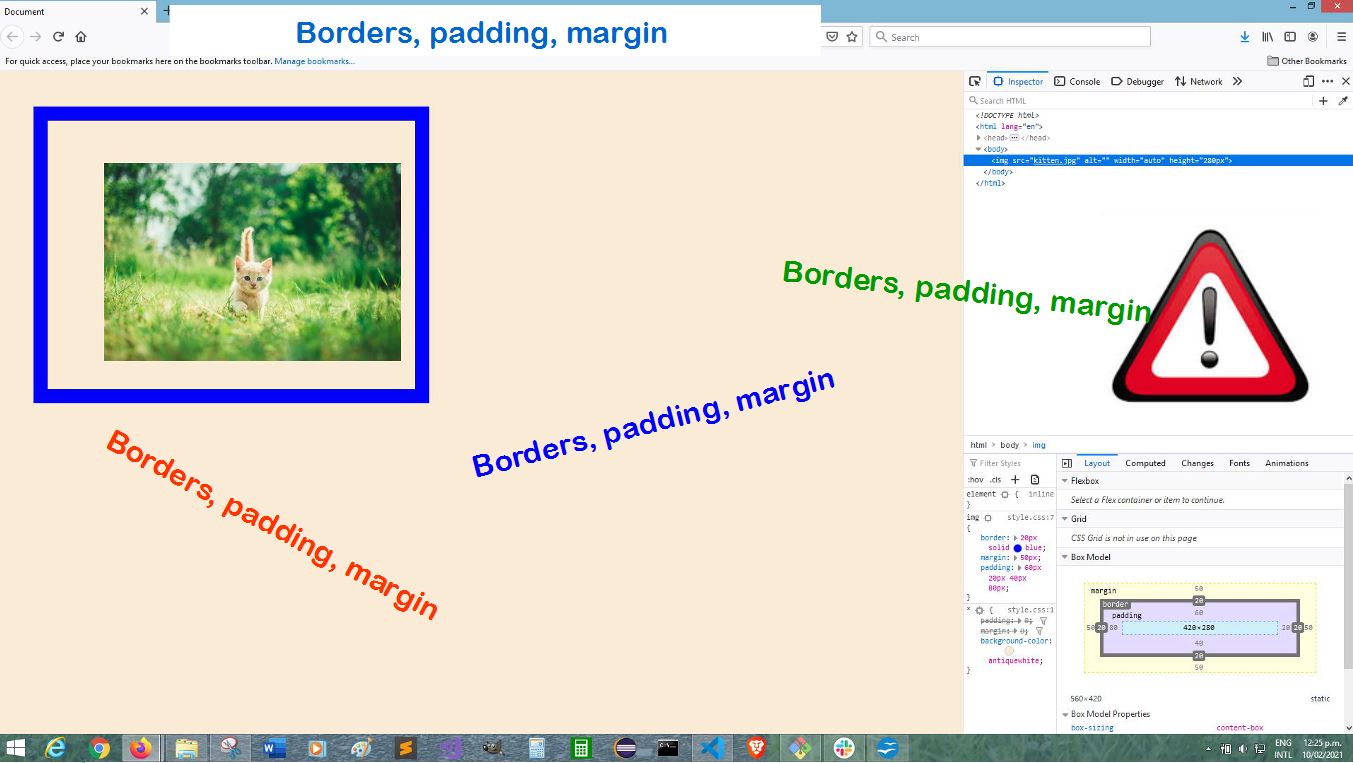 Document
Borders, padding, margin
Search
For quick access, place your bookmarks here on the bookmarks toolbar. Manage bookmarks...
Other Bookmarks
Inspector Console Debugger Network
Search HTML
<!DOCTYPE html>
<html lang="en">
<head> </head>
<body>
<img src="kitten.jpg" alt="" width="auto" height="280px">
</body>
</html>
Borders, padding, margin
Borders, padding, margin
Borders, padding, margin
html > body > img
Filter Styles
:hov .cls +
Layout Computed Changes Fonts Animations
element { inline
}
img style.css:7
{
border: 20px
solid blue;
margin: 50px;
padding: 60px
20px 40px
80px;
}
* { style.css:1
padding: 0;
margin: 0;
background-color:
antiquewhite;
}
Flexbox
Select a Flex container or item to continue.
Grid
CSS Grid is not in use on this page
Box Model
margin 50
border 20
padding 60
50 20 80 420×280 20 20 50
40
20
50
560×420 static
Box Model Properties
box-sizing content-box
ENG 12:25 p.m.
INTL 10/02/2021